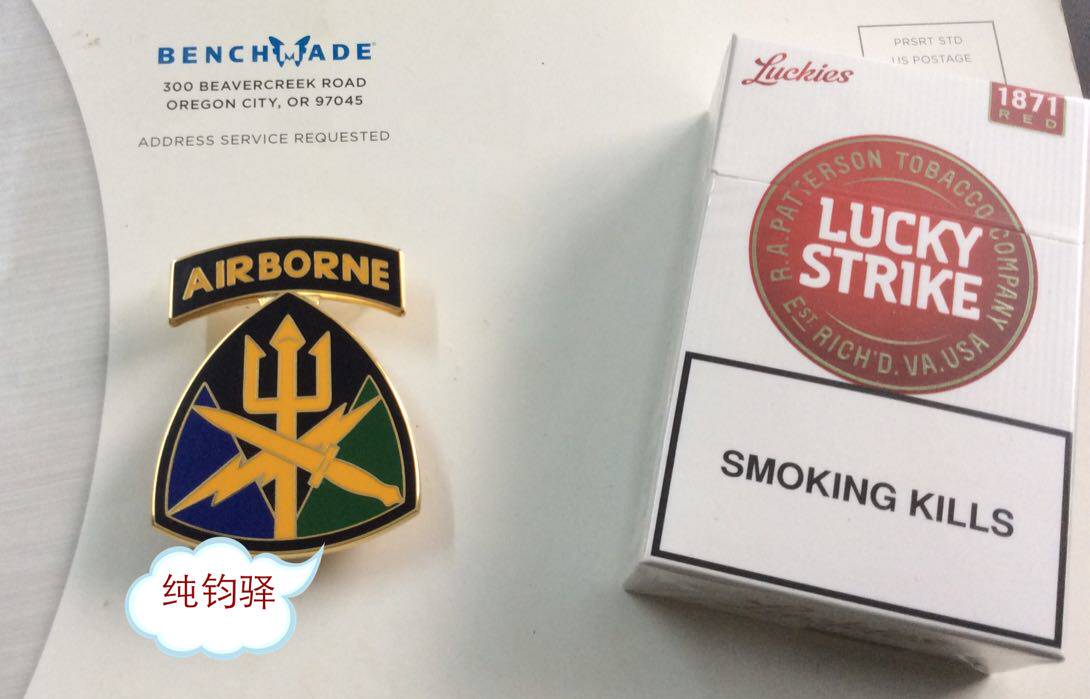 BENCHMADE
300 BEAVERCREEK ROAD
OREGON CITY, OR 97045
ADDRESS SERVICE REQUESTED
PRSRT STD
US POSTAGE
Luckies
1871
RED
R.A.PATTERSON TOBACCO COMPANY
LUCKY
STRIKE
EST RICH'D. VA. USA
SMOKING KILLS
AIRBORNE
纯钧驿